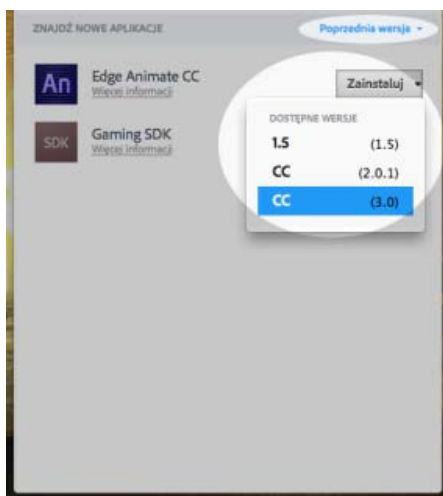 ZNAJDŹ NOWE APLIKACJE
Poprzednia wersja
An
Edge Animate CC
Więcej informacji
Zainstaluj
SDK
Gaming SDK
Więcej informacji
DOSTĘPNE WERSJE
1.5 (1.5)
CC (2.0.1)
CC (3.0)